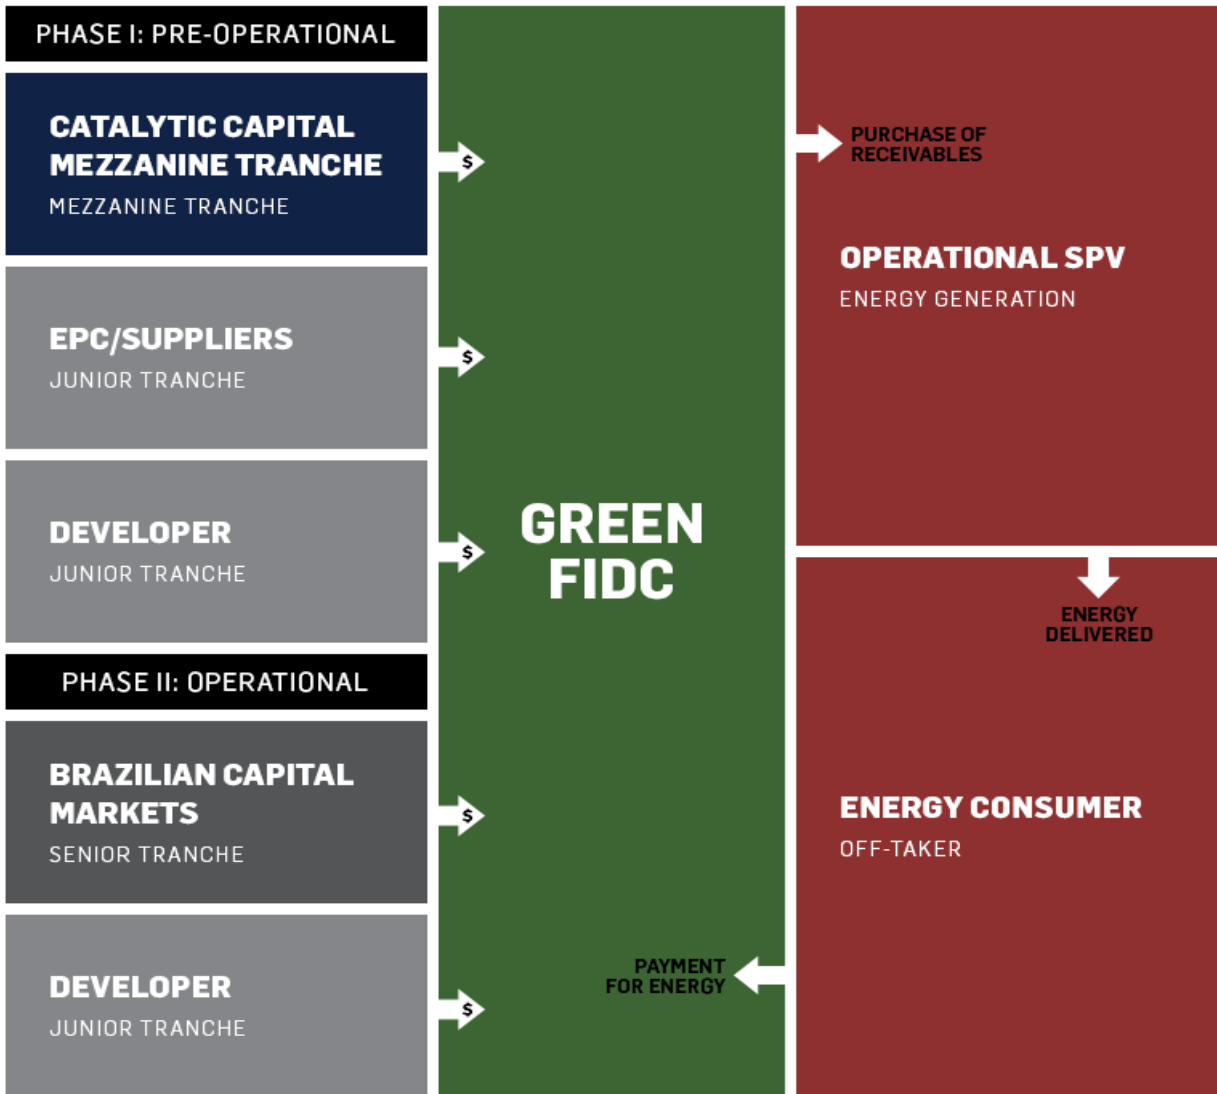 PHASE I: PRE-OPERATIONAL
CATALYTIC CAPITAL
MEZZANINE TRANCHE
MEZZANINE TRANCHE
$
EPC/SUPPLIERS
JUNIOR TRANCHE
$
DEVELOPER
JUNIOR TRANCHE
$
PHASE II: OPERATIONAL
BRAZILIAN CAPITAL
MARKETS
SENIOR TRANCHE
$
DEVELOPER
JUNIOR TRANCHE
$
GREEN
FIDC
PAYMENT
FOR ENERGY
PURCHASE OF
RECEIVABLES
OPERATIONAL SPV
ENERGY GENERATION
ENERGY
DELIVERED
ENERGY CONSUMER
OFF-TAKER